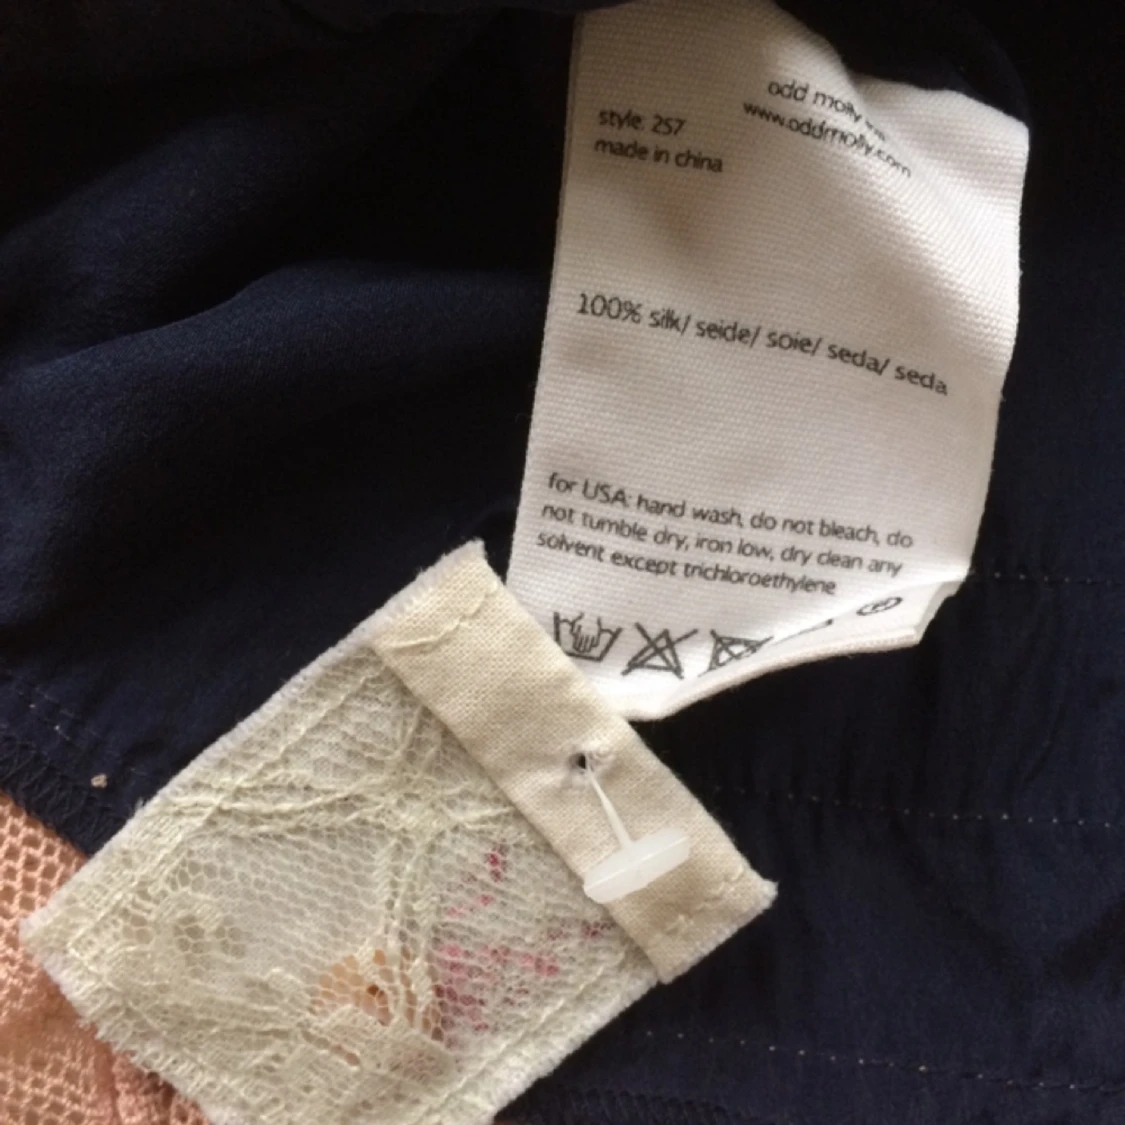 odd molly
www.oddmolly.com
style: 257
made in china
100% silk/ seide/ soie/ seda/ seda
for USA: hand wash, do not bleach, do
not tumble dry, iron low, dry clean any
solvent except trichloroethylene